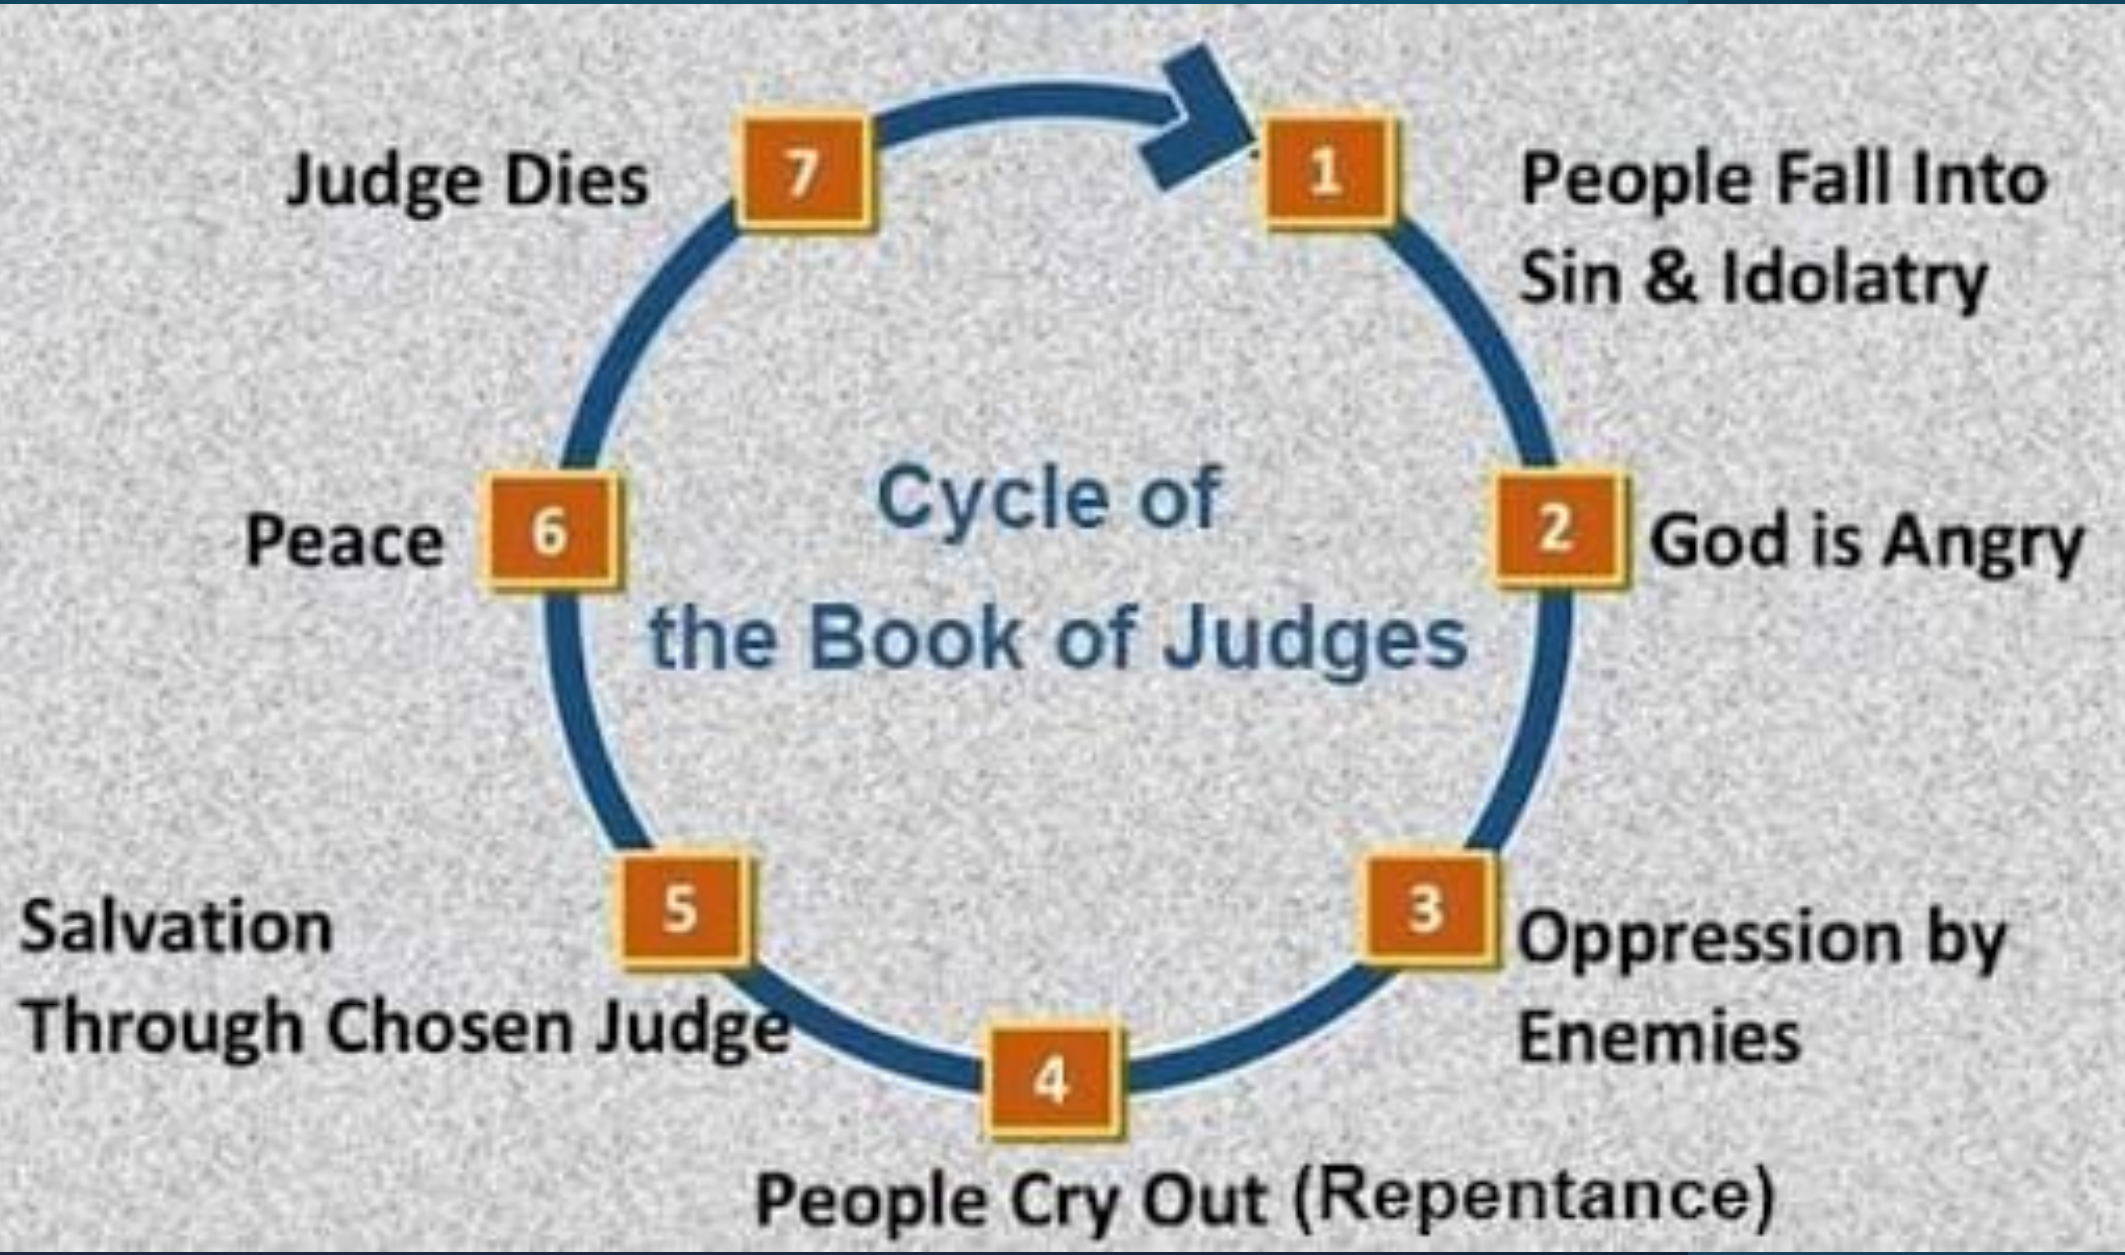 Cycle of
the Book of Judges
1
People Fall Into
Sin & Idolatry
2
God is Angry
3
Oppression by
Enemies
4
People Cry Out (Repentance)
5
Salvation
Through Chosen Judge
6
Peace
7
Judge Dies